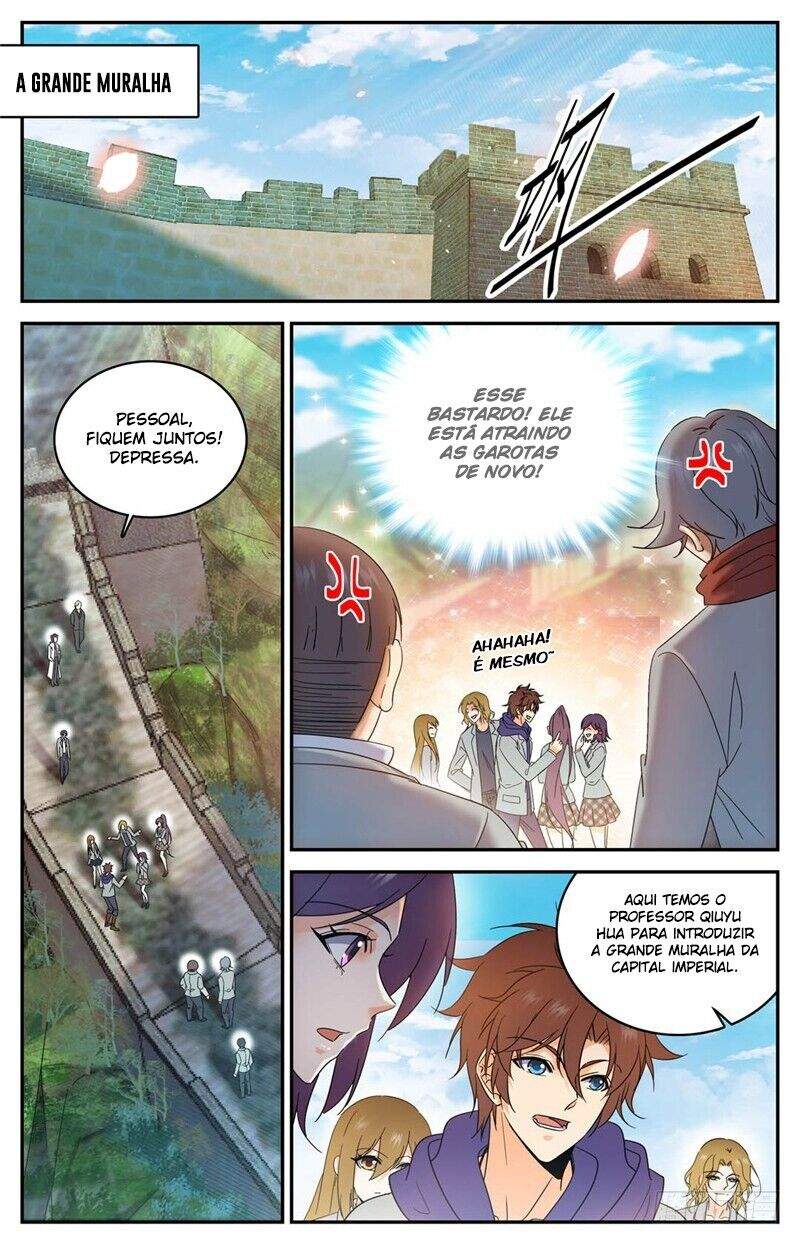 A GRANDE MURALHA
PESSOAL,
FIQUEM JUNTOS!
DEPRESSA.
ESSE
BASTARDO! ELE
ESTÁ ATRAINDO
AS GAROTAS
DE NOVO!
AHAHAHA!
É MESMO~
AQUI TEMOS O
PROFESSOR QIUYU
HUA PARA INTRODUZIR
A GRANDE MURALHA DA
CAPITAL IMPERIAL.